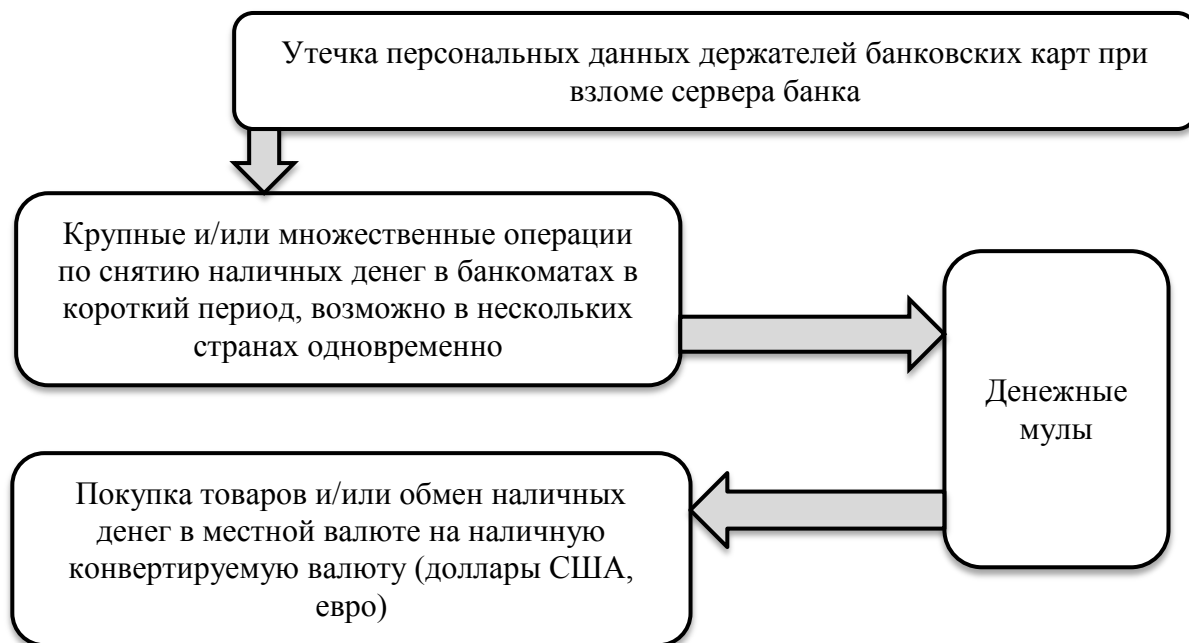 Утечка персональных данных держателей банковских карт при
взломе сервера банка
Крупные и/или множественные операции
по снятию наличных денег в банкоматах в
короткий период, возможно в нескольких
странах одновременно
Денежные
мулы
Покупка товаров и/или обмен наличных
денег в местной валюте на наличную
конвертируемую валюту (доллары США,
евро)